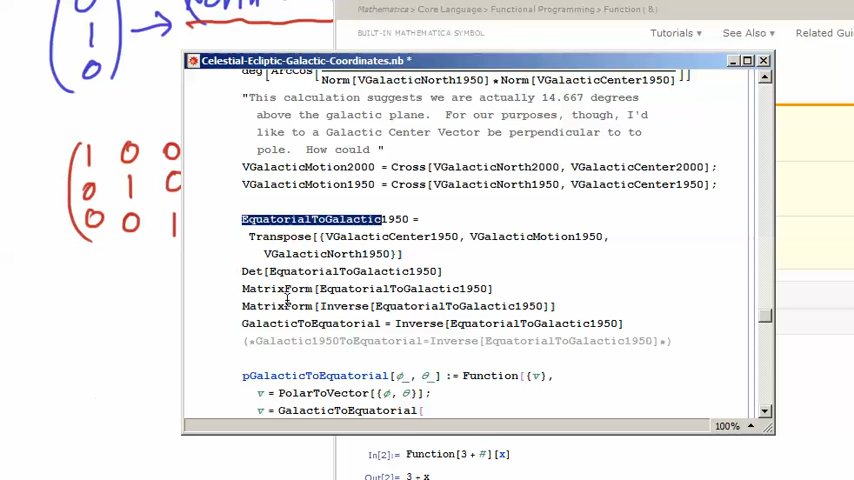 Mathematica > Core Language > Functional Programming > Function ( & )
BUILT-IN MATHEMATICA SYMBOL
Tutorials
See Also
Related Gui
0
1
0
1 0 0
0 1 0
0 0 1
Celestial-Ecliptic-Galactic-Coordinates.nb *
deg[ArcCos[
Norm[VGalacticNorth1950] * Norm[VGalacticCenter1950]
]]
"This calculation suggests we are actually 14.667 degrees
above the galactic plane. For our purposes, though, I'd
like to a Galactic Center Vector be perpendicular to to
pole. How could "
VGalacticMotion2000 = Cross[VGalacticNorth2000, VGalacticCenter2000];
VGalacticMotion1950 = Cross[VGalacticNorth1950, VGalacticCenter1950];
EquatorialToGalactic1950 =
Transpose[{VGalacticCenter1950, VGalacticMotion1950,
VGalacticNorth1950}]
Det[EquatorialToGalactic1950]
MatrixForm[EquatorialToGalactic1950]
MatrixForm[Inverse[EquatorialToGalactic1950]]
GalacticToEquatorial = Inverse[EquatorialToGalactic1950]
(*Galactic1950ToEquatorial=Inverse[EquatorialToGalactic1950]*)
pGalacticToEquatorial[ϕ_, θ_] := Function[{v},
v = PolarToVector[{ϕ, θ}];
v = GalacticToEquatorial[
100%
In[2]:= Function[3 + #][x]
Out[2]= 3 + x